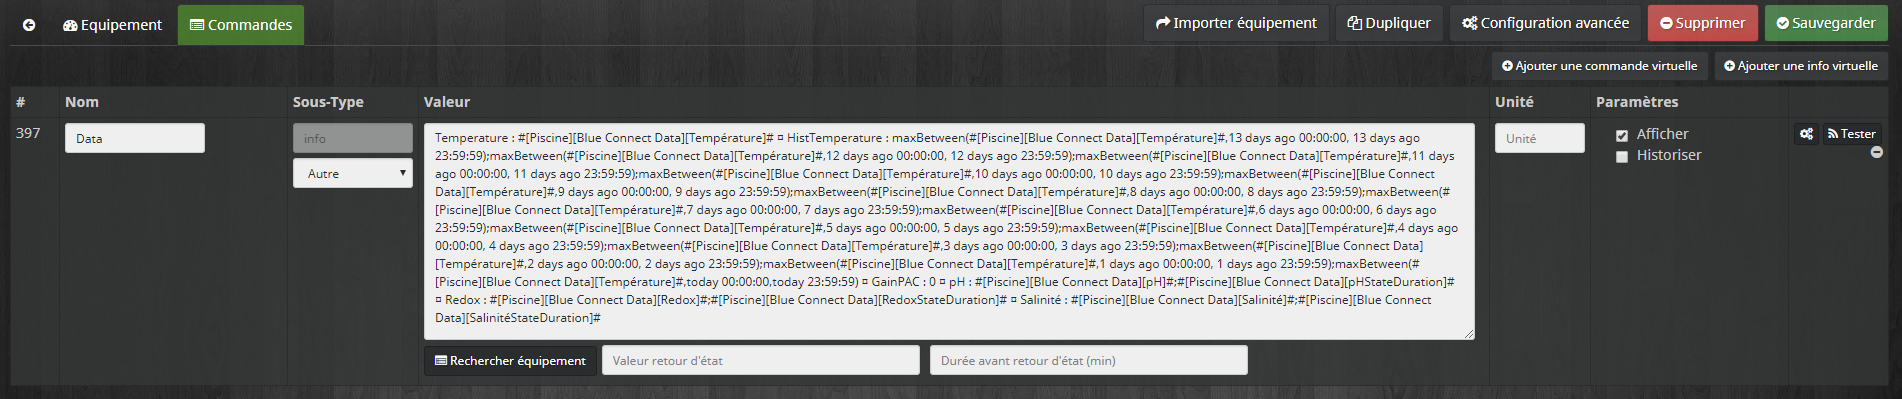 Equipement Commandes Importer équipement Dupliquer Configuration avancée Supprimer Sauvegarder
Ajouter une commande virtuelle Ajouter une info virtuelle
# Nom Sous-Type Valeur Unité Paramètres
397 Data info Unité Afficher Tester
Historiser
Autre
Temperature : #[Piscine][Blue Connect Data][Température]# ¤ HistTemperature : maxBetween(#[Piscine][Blue Connect Data][Température]#,13 days ago 00:00:00, 13 days ago
23:59:59);maxBetween(#[Piscine][Blue Connect Data][Température]#,12 days ago 00:00:00, 12 days ago 23:59:59);maxBetween(#[Piscine][Blue Connect Data][Température]#,11 days
ago 00:00:00, 11 days ago 23:59:59);maxBetween(#[Piscine][Blue Connect Data][Température]#,10 days ago 00:00:00, 10 days ago 23:59:59);maxBetween(#[Piscine][Blue Connect
Data][Température]#,9 days ago 00:00:00, 9 days ago 23:59:59);maxBetween(#[Piscine][Blue Connect Data][Température]#,8 days ago 00:00:00, 8 days ago 23:59:59);maxBetween(#
[Piscine][Blue Connect Data][Température]#,7 days ago 00:00:00, 7 days ago 23:59:59);maxBetween(#[Piscine][Blue Connect Data][Température]#,6 days ago 00:00:00, 6 days ago
23:59:59);maxBetween(#[Piscine][Blue Connect Data][Température]#,5 days ago 00:00:00, 5 days ago 23:59:59);maxBetween(#[Piscine][Blue Connect Data][Température]#,4 days ago
00:00:00, 4 days ago 23:59:59);maxBetween(#[Piscine][Blue Connect Data][Température]#,3 days ago 00:00:00, 3 days ago 23:59:59);maxBetween(#[Piscine][Blue Connect Data]
[Température]#,2 days ago 00:00:00, 2 days ago 23:59:59);maxBetween(#[Piscine][Blue Connect Data][Température]#,1 days ago 00:00:00, 1 days ago 23:59:59);maxBetween(#
[Piscine][Blue Connect Data][Température]#,today 00:00:00,today 23:59:59) ¤ GainPAC : 0 ¤ pH : #[Piscine][Blue Connect Data][pH]#;#[Piscine][Blue Connect Data][pHStateDuration]#
¤ Redox : #[Piscine][Blue Connect Data][Redox]#;#[Piscine][Blue Connect Data][RedoxStateDuration]# ¤ Salinité : #[Piscine][Blue Connect Data][Salinité]#;#[Piscine][Blue Connect
Data][SalinitéStateDuration]#
Rechercher équipement Valeur retour d'état Durée avant retour d'état (min)